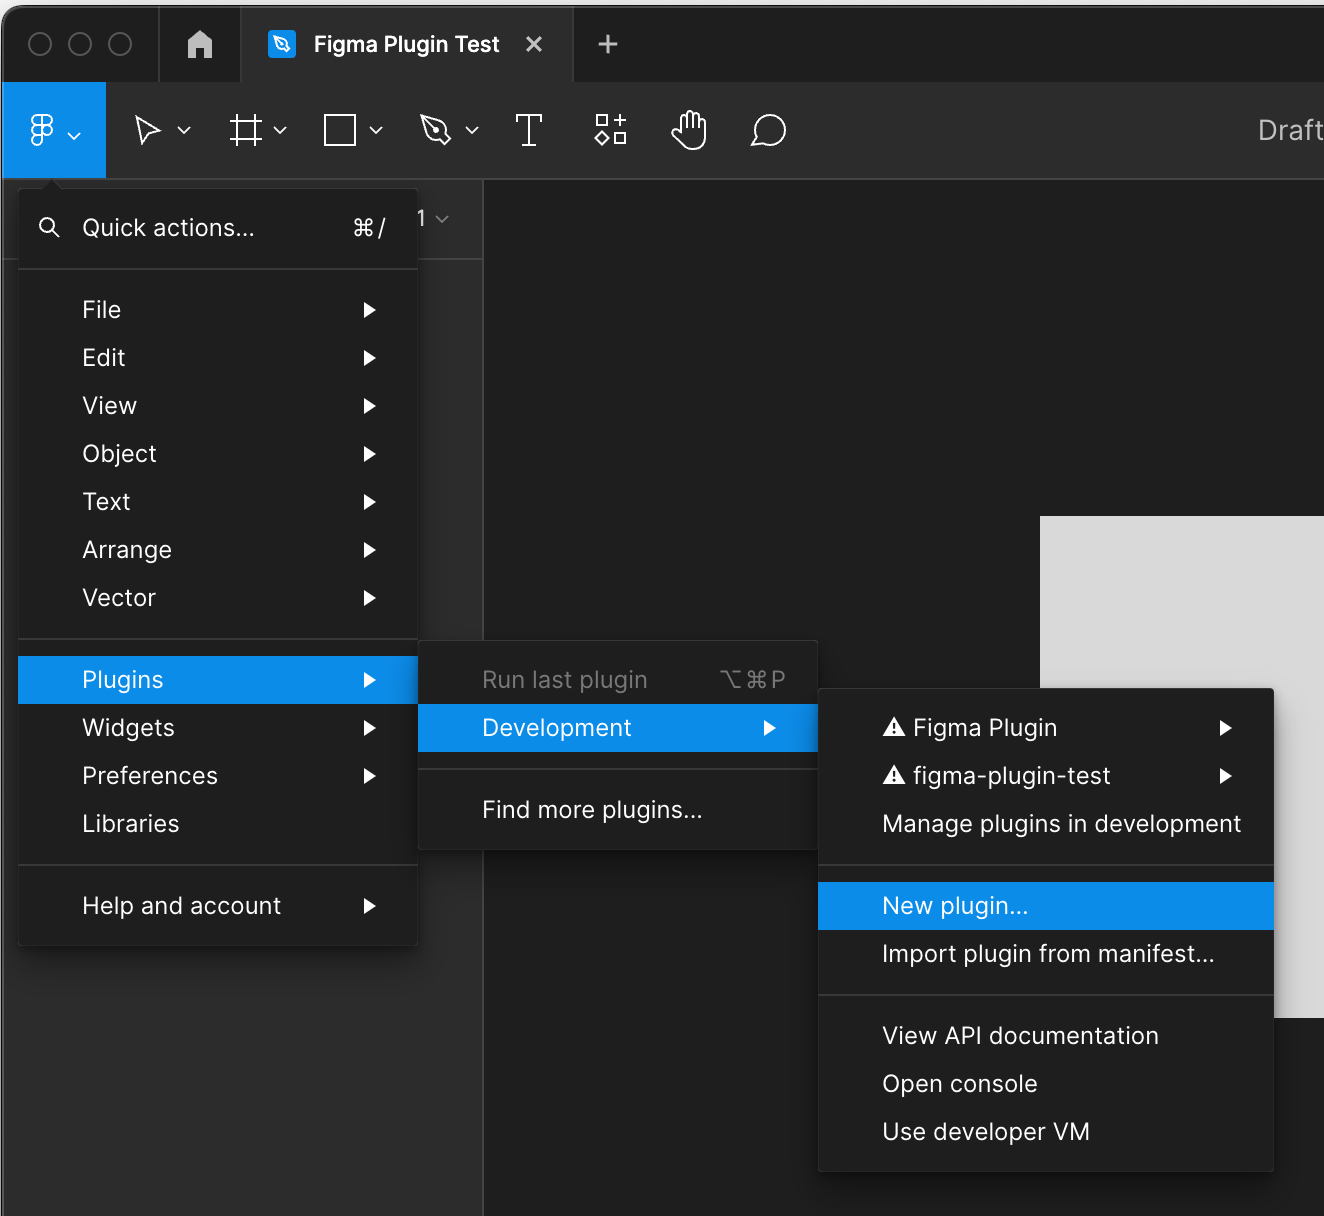 Figma Plugin Test
Draft
1
Quick actions... ⌘/
File
Edit
View
Object
Text
Arrange
Vector
Plugins
Widgets
Preferences
Libraries
Help and account
Run last plugin ⌥⌘P
Development
Find more plugins...
Figma Plugin
figma-plugin-test
Manage plugins in development
New plugin...
Import plugin from manifest...
View API documentation
Open console
Use developer VM